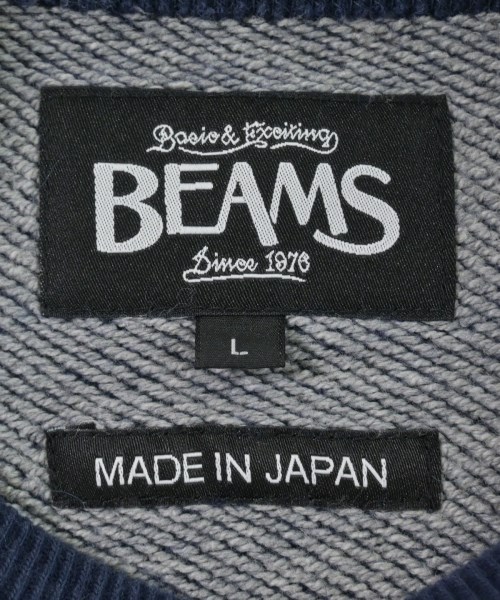 Basic & Exciting
BEAMS
Since 1976
L
MADE IN JAPAN